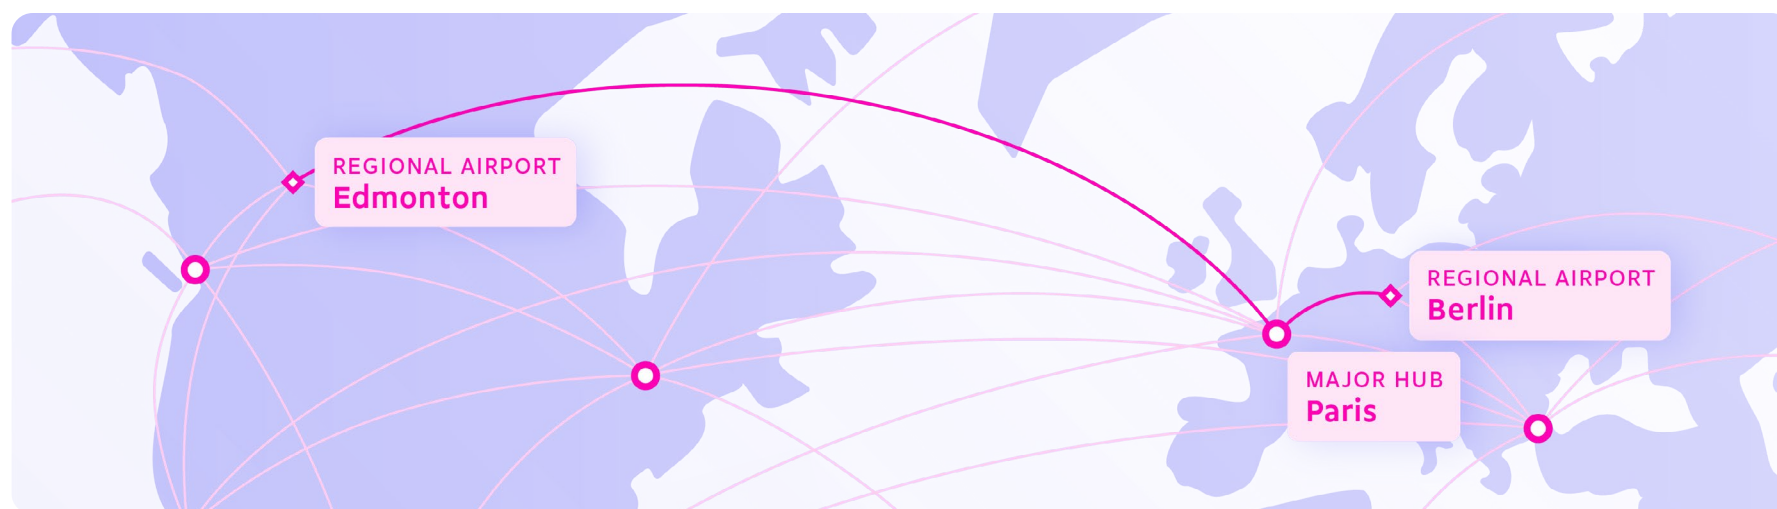 REGIONAL AIRPORT
Edmonton
REGIONAL AIRPORT
Berlin
MAJOR HUB
Paris